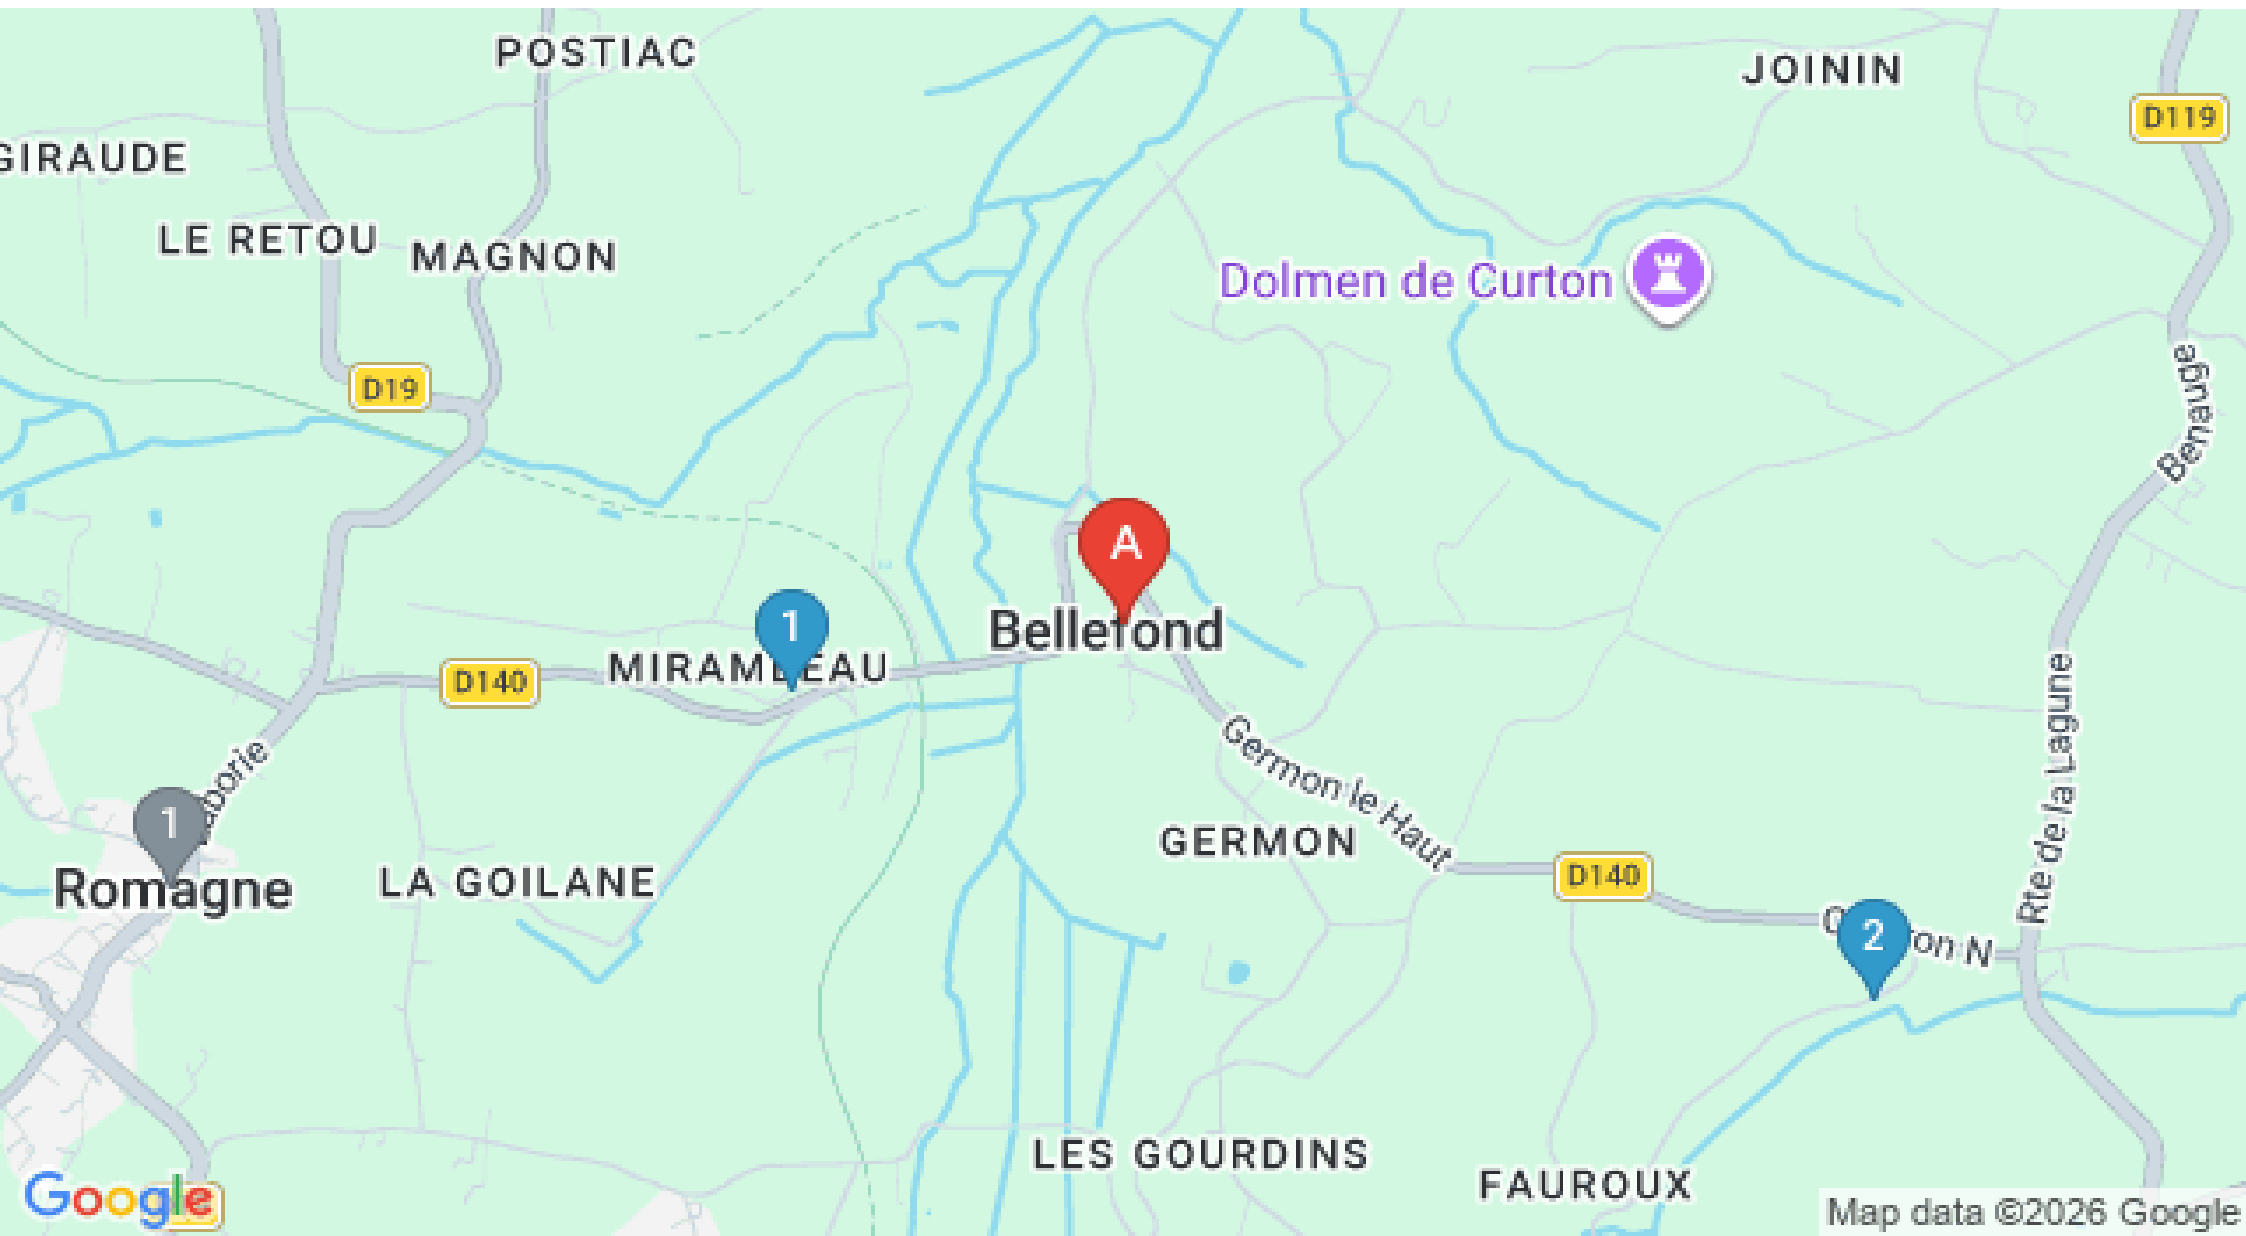 POSTIAC
JOININ
D119
GIRAUDE
LE RETOU
MAGNON
Dolmen de Curton
D19
Benauge
A
1
Bellefond
MIRAMBEAU
D140
Rte de la Lagune
Germon le Haut
1
GERMON
Romagne
LA GOILANE
D140
2
LES GOURDINS
FAUROUX
Google
Map data ©2026 Google